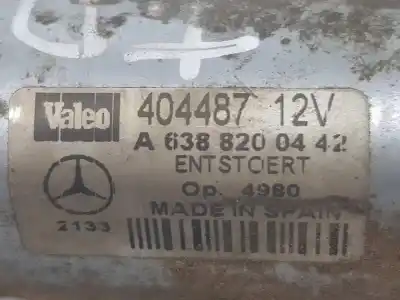 Valeo 404487 12V
A 638 820 04 42
ENTSTOERT
Op. 4980
2133 MADE IN SPAIN